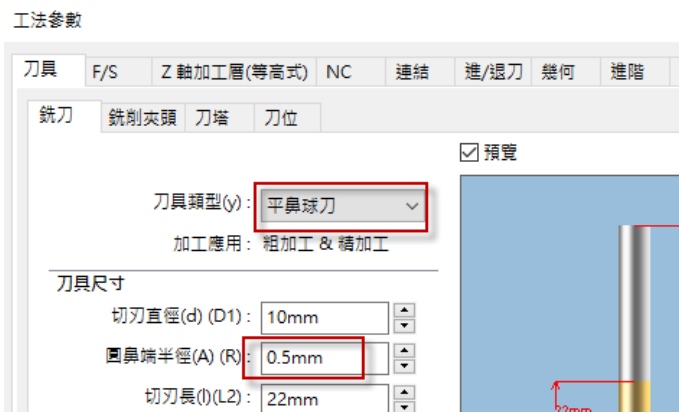 工法參數
刀具 F/S Z 軸加工層(等高式) NC 連結 進/退刀 幾何 進階
銑刀 銑削夾頭 刀塔 刀位
預覽
刀具類型(y) : 平鼻球刀
加工應用 : 粗加工 & 精加工
刀具尺寸
切刃直徑(d) (D1) : 10mm
圓鼻端半徑(A) (R) : 0.5mm
切刃長(l)(L2) : 22mm
22mm